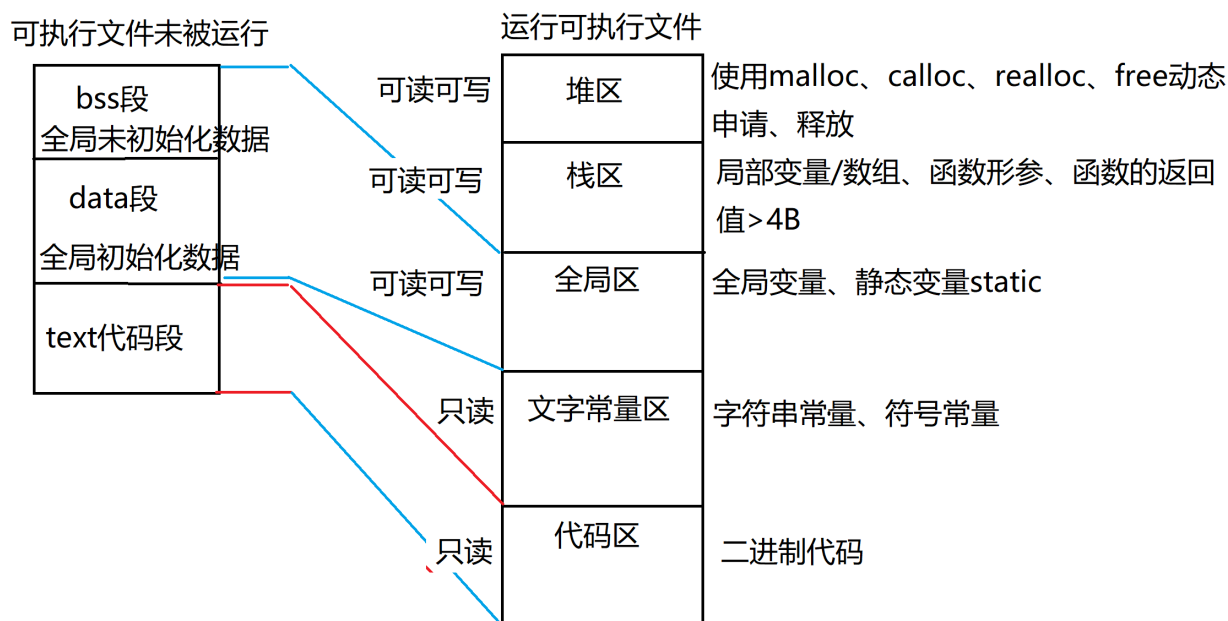 可执行文件未被运行
bss段
全局未初始化数据
data段
全局初始化数据
text代码段
运行可执行文件
可读可写
堆区
使用malloc、calloc、realloc、free动态
申请、释放
可读可写
栈区
局部变量/数组、函数形参、函数的返回
值>4B
可读可写
全局区
全局变量、静态变量static
只读
文字常量区
字符串常量、符号常量
只读
代码区
二进制代码